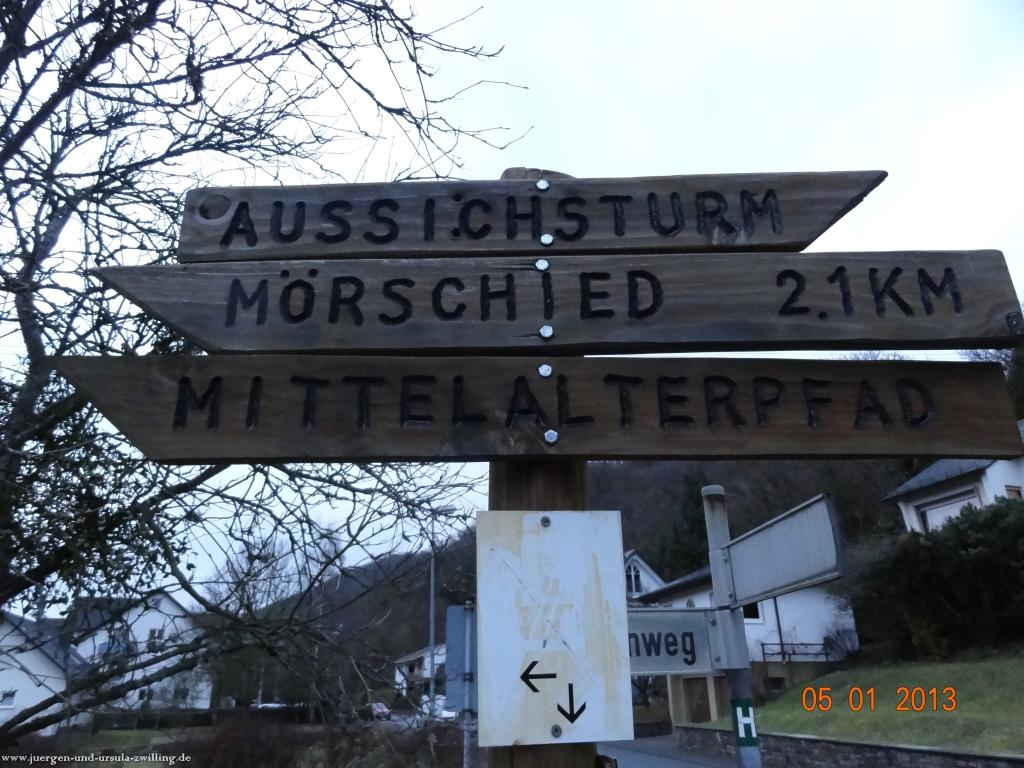 AUSSICHSTURM
MÖRSCHIED 2.1KM
MITTELALTERPFAD
nweg
H
05 01 2013
www.juergen-und-ursula-zwilling.de